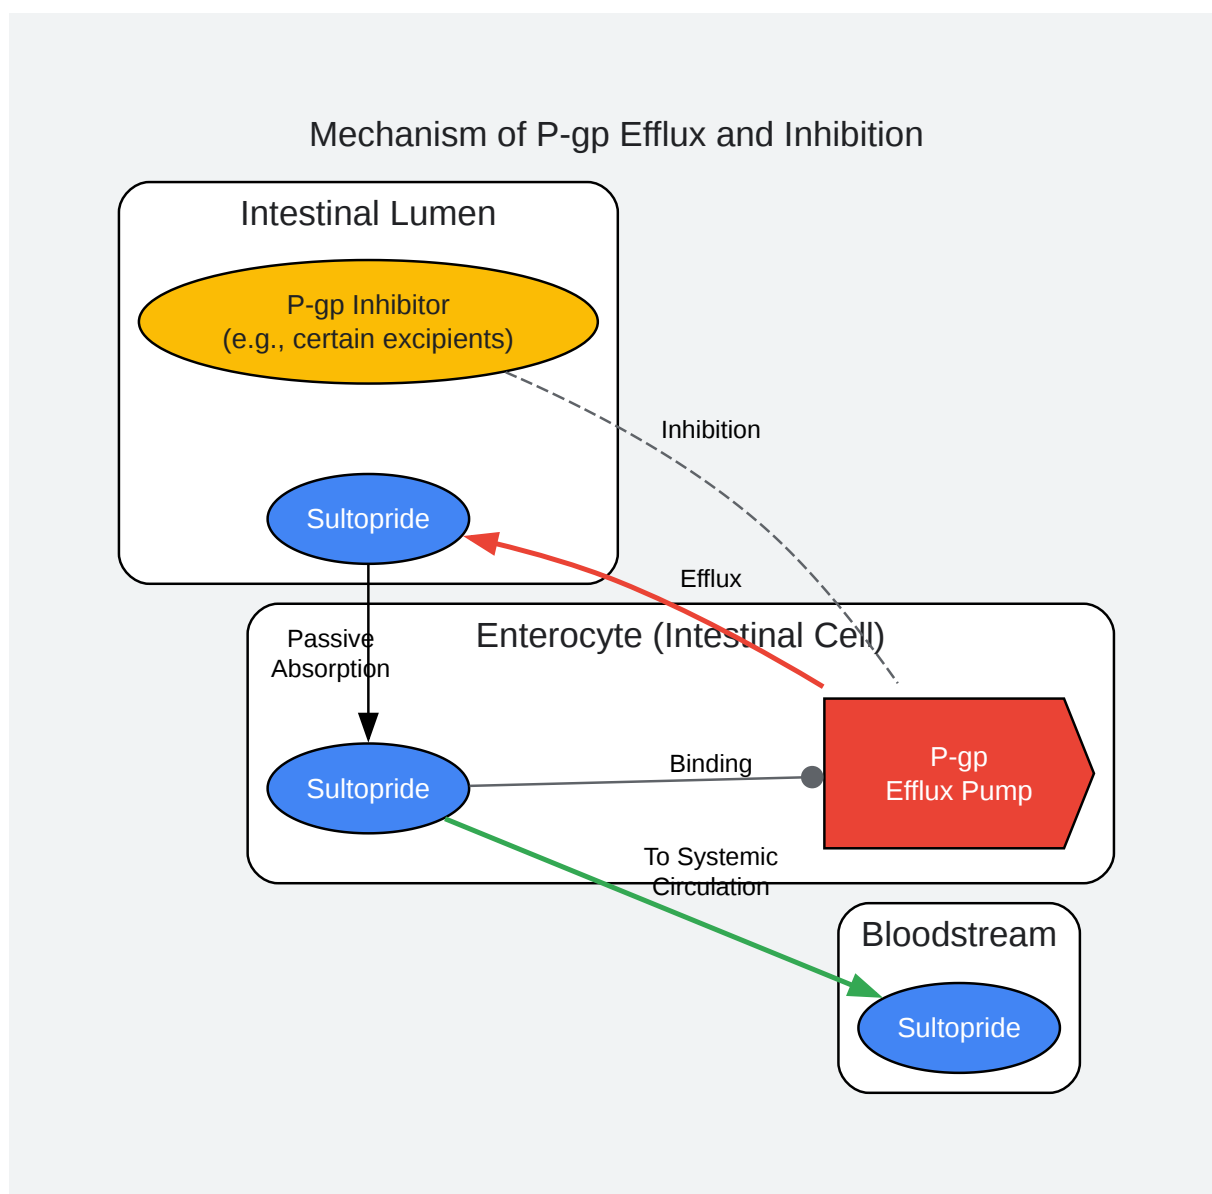 Mechanism of P-gp Efflux and Inhibition
Intestinal Lumen
P-gp Inhibitor
(e.g., certain excipients)
Inhibition
Sultopride
Efflux
Passive
Absorption
Enterocyte (Intestinal Cell)
Sultopride
Binding
P-gp
Efflux Pump
To Systemic
Circulation
Bloodstream
Sultopride